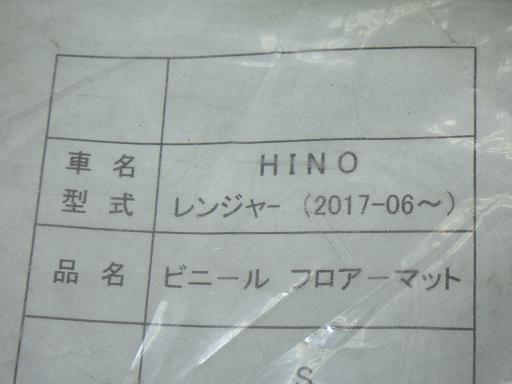 車名 HINO
型式 レンジャー (2017-06〜)
品名 ビニール フロアーマット
S